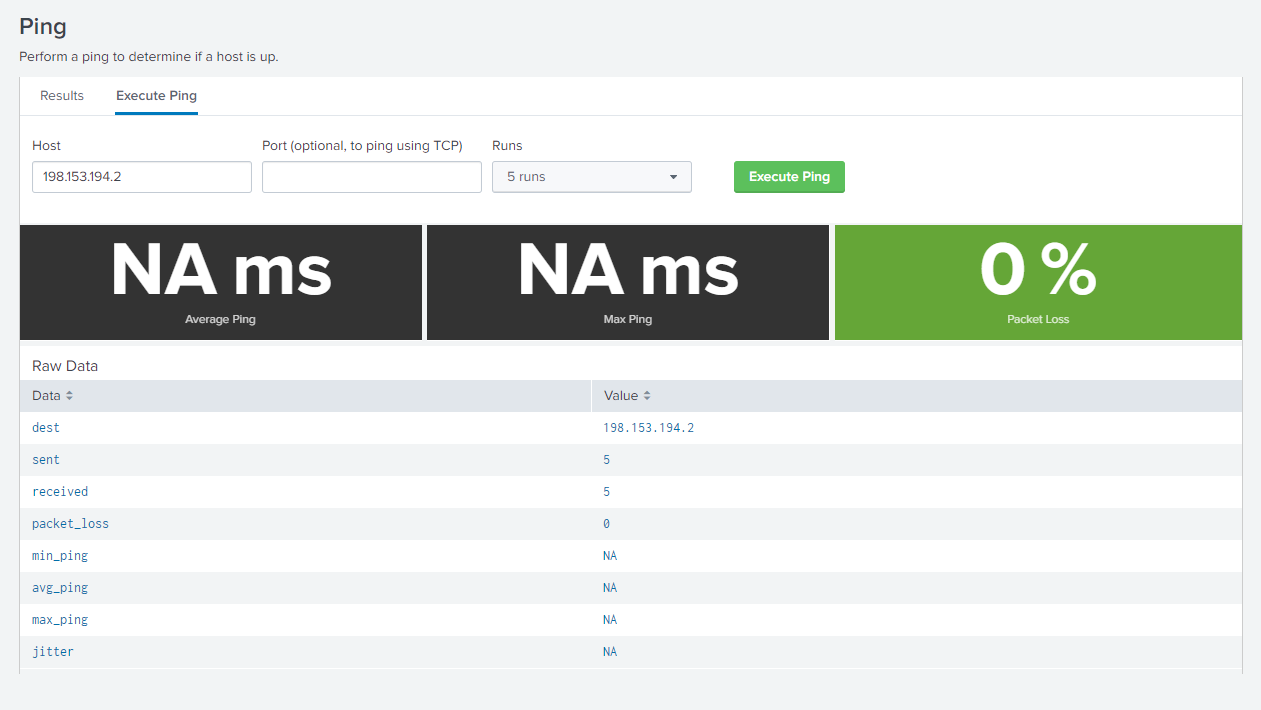 Ping
Perform a ping to determine if a host is up.
Results Execute Ping
Host Port (optional, to ping using TCP) Runs
198.153.194.2 5 runs Execute Ping
NA ms NA ms 0 %
Average Ping Max Ping Packet Loss
Raw Data
Data Value
dest 198.153.194.2
sent 5
received 5
packet_loss 0
min_ping NA
avg_ping NA
max_ping NA
jitter NA